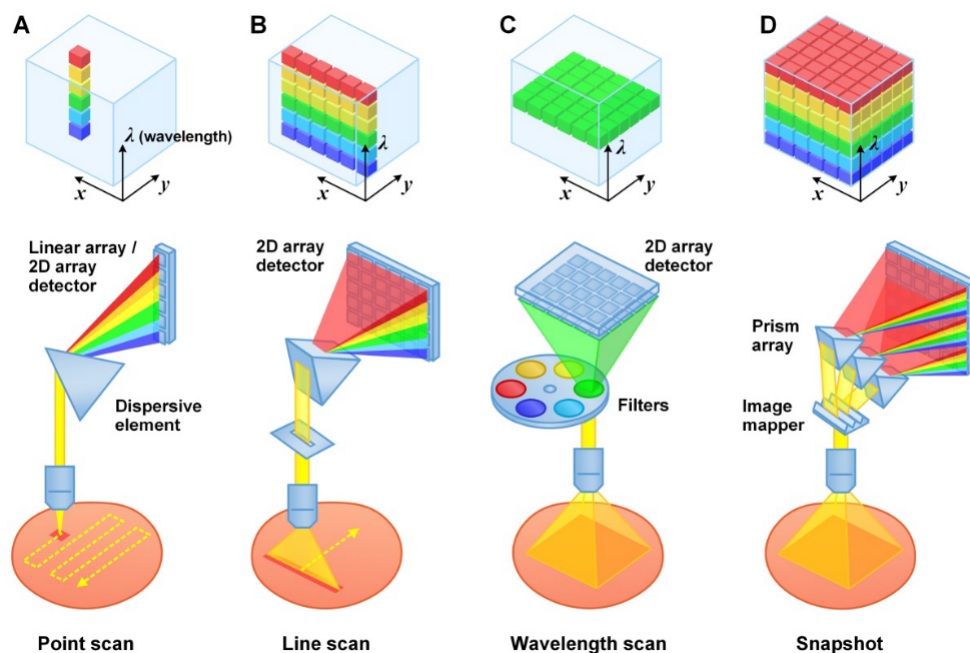 A
B
C
D
λ (wavelength)
x
y
λ
x
y
λ
x
y
λ
x
y
Linear array /
2D array
detector
Dispersive
element
2D array
detector
2D array
detector
Filters
Prism
array
Image
mapper
Point scan
Line scan
Wavelength scan
Snapshot